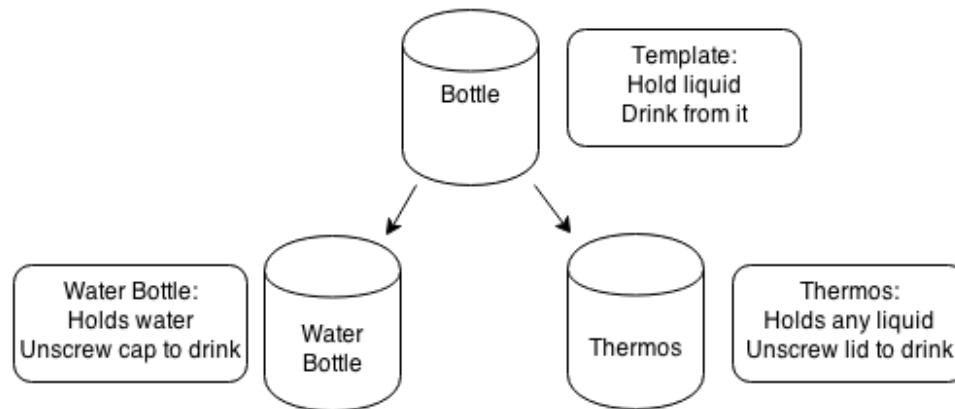 Bottle
Template:
Hold liquid
Drink from it
Water Bottle:
Holds water
Unscrew cap to drink
Water
Bottle
Thermos
Thermos:
Holds any liquid
Unscrew lid to drink